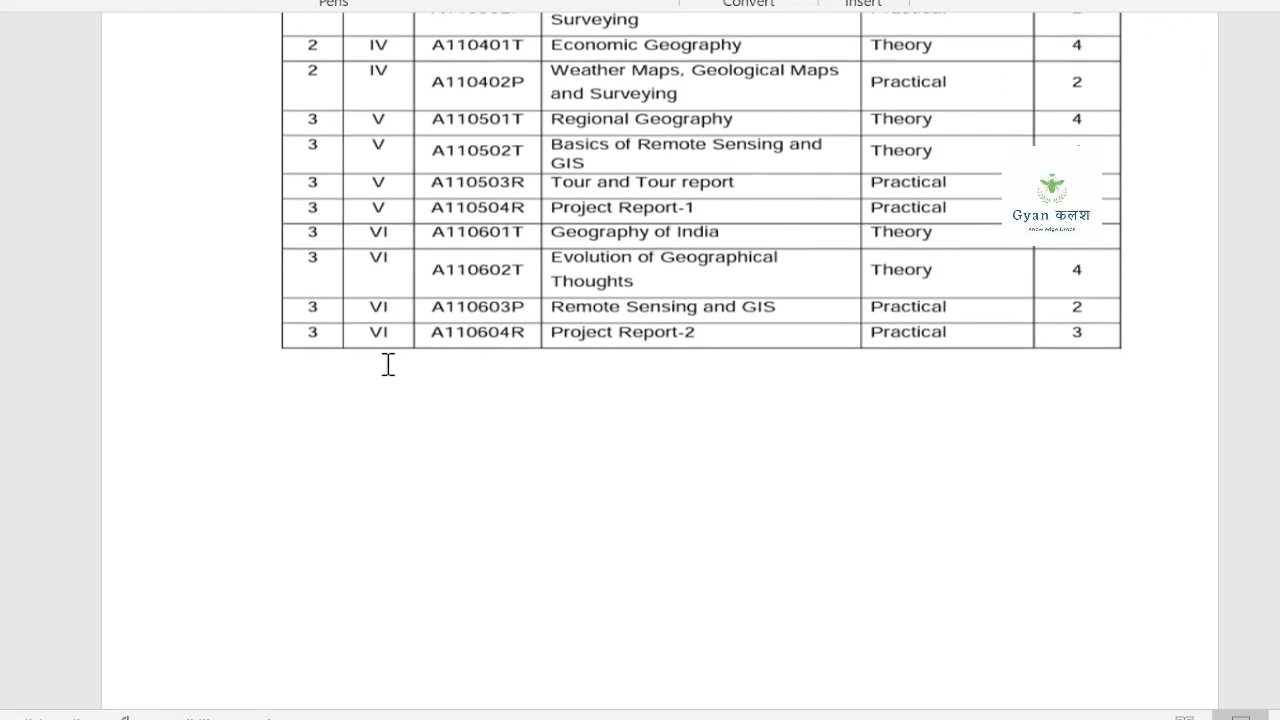 Pens Convert Insert
Surveying
2 IV A110401T Economic Geography Theory 4
2 IV A110402P Weather Maps, Geological Maps Practical 2
and Surveying
3 V A110501T Regional Geography Theory 4
3 V A110502T Basics of Remote Sensing and Theory
GIS
3 V A110503R Tour and Tour report Practical
3 V A110504R Project Report-1 Practical
Gyan कलश
Knowledge Drops
3 VI A110601T Geography of India Theory
3 VI A110602T Evolution of Geographical Theory 4
Thoughts
3 VI A110603P Remote Sensing and GIS Practical 2
3 VI A110604R Project Report-2 Practical 3